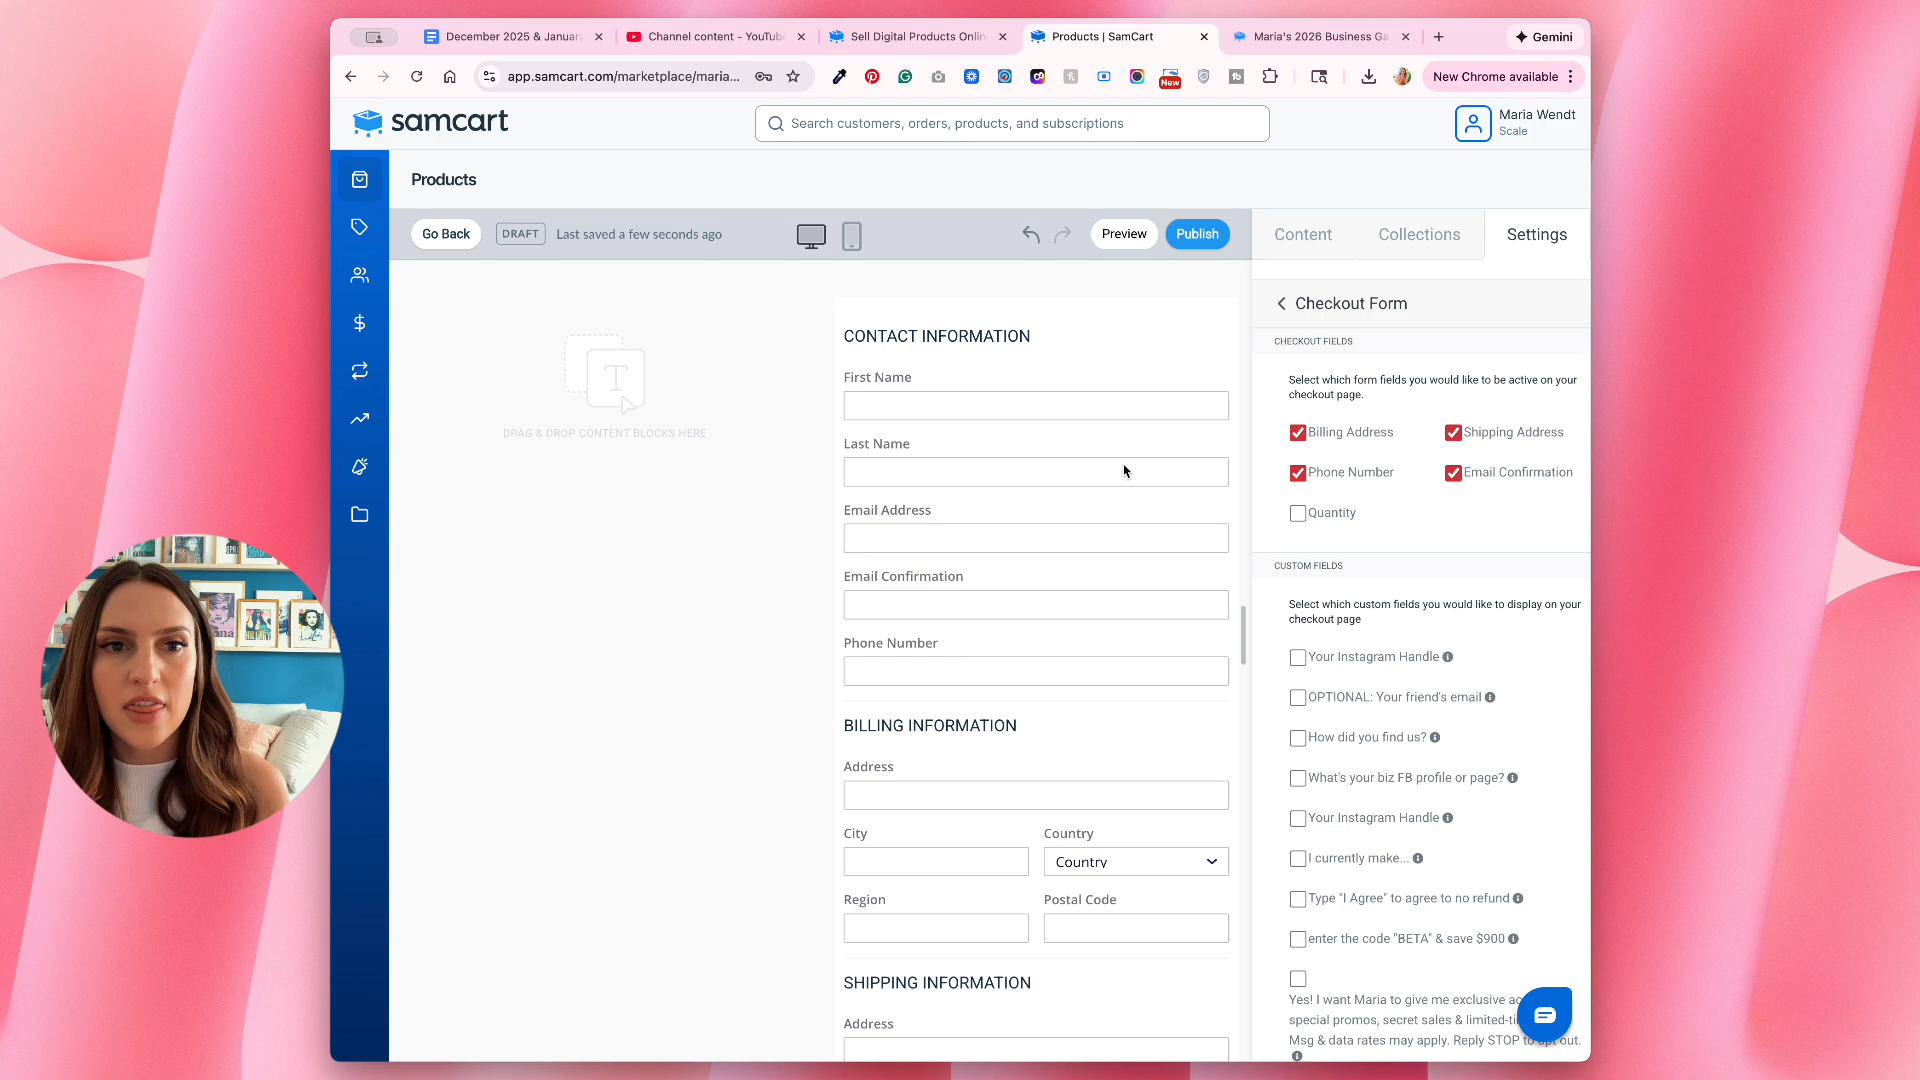 December 2025 & Januar
Channel content - YouTube
Sell Digital Products Onlin
Products | SamCart
Maria's 2026 Business Ga
Gemini
app.samcart.com/marketplace/maria...
New
New Chrome available
samcart
Search customers, orders, products, and subscriptions
Maria Wendt
Scale
Products
Go Back
DRAFT
Last saved a few seconds ago
Preview
Publish
Content
Collections
Settings
Checkout Form
CHECKOUT FIELDS
Select which form fields you would like to be active on your
checkout page.
Billing Address
Shipping Address
Phone Number
Email Confirmation
Quantity
CUSTOM FIELDS
Select which custom fields you would like to display on your
checkout page
Your Instagram Handle
OPTIONAL: Your friend's email
How did you find us?
What's your biz FB profile or page?
Your Instagram Handle
I currently make...
Type "I Agree" to agree to no refund
enter the code "BETA" & save $900
Yes! I want Maria to give me exclusive ac
special promos, secret sales & limited-ti
Msg & data rates may apply. Reply STOP to opt out.
T
DRAG & DROP CONTENT BLOCKS HERE
CONTACT INFORMATION
First Name
Last Name
Email Address
Email Confirmation
Phone Number
BILLING INFORMATION
Address
City
Country
Country
Region
Postal Code
SHIPPING INFORMATION
Address